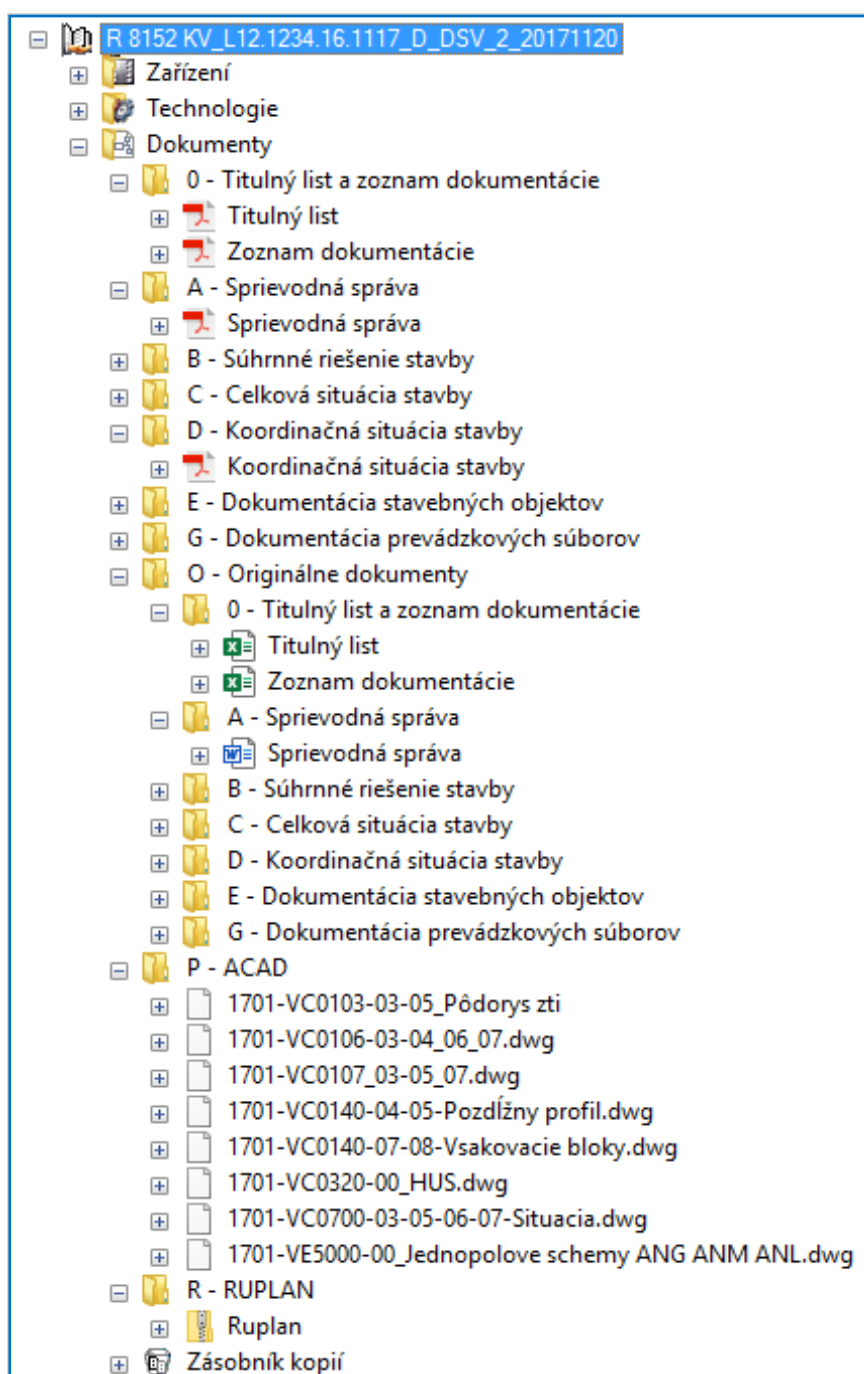 R 8152 KV_L12.1234.16.1117_D_DSV_2_20171120
Zařízení
Technologie
Dokumenty
0 - Titulný list a zoznam dokumentácie
Titulný list
Zoznam dokumentácie
A - Sprievodná správa
Sprievodná správa
B - Súhrnné riešenie stavby
C - Celková situácia stavby
D - Koordinačná situácia stavby
Koordinačná situácia stavby
E - Dokumentácia stavebných objektov
G - Dokumentácia prevádzkových súborov
O - Originálne dokumenty
0 - Titulný list a zoznam dokumentácie
Titulný list
Zoznam dokumentácie
A - Sprievodná správa
Sprievodná správa
B - Súhrnné riešenie stavby
C - Celková situácia stavby
D - Koordinačná situácia stavby
E - Dokumentácia stavebných objektov
G - Dokumentácia prevádzkových súborov
P - ACAD
1701-VC0103-03-05_Pôdorys zti
1701-VC0106-03-04_06_07.dwg
1701-VC0107_03-05_07.dwg
1701-VC0140-04-05-Pozdĺžny profil.dwg
1701-VC0140-07-08-Vsakovacie bloky.dwg
1701-VC0320-00_HUS.dwg
1701-VC0700-03-05-06-07-Situacia.dwg
1701-VE5000-00_Jednopolove schemy ANG ANM ANL.dwg
R - RUPLAN
Ruplan
Zásobník kopií